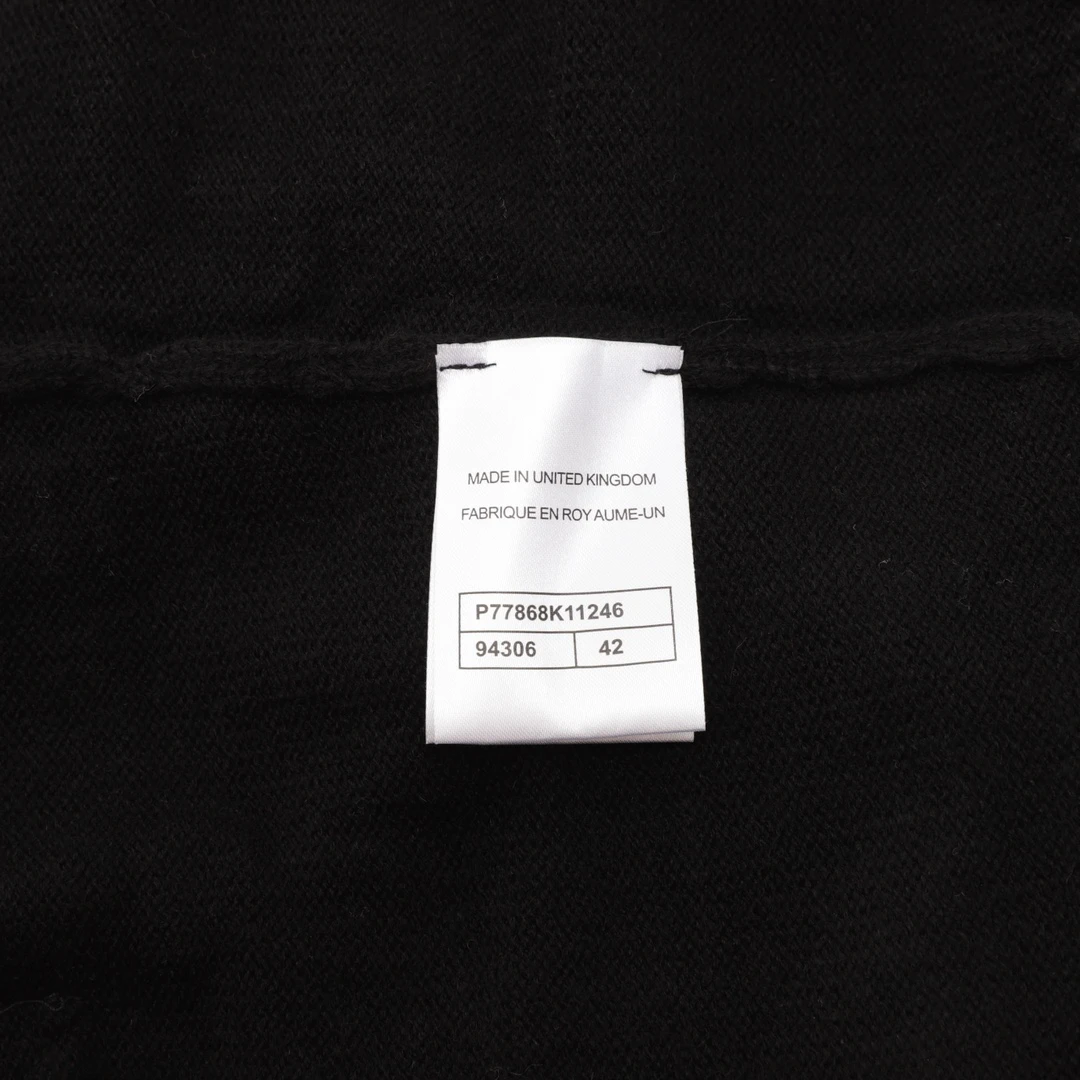 MADE IN UNITED KINGDOM
FABRIQUE EN ROY AUME-UN
P77868K11246
94306 42